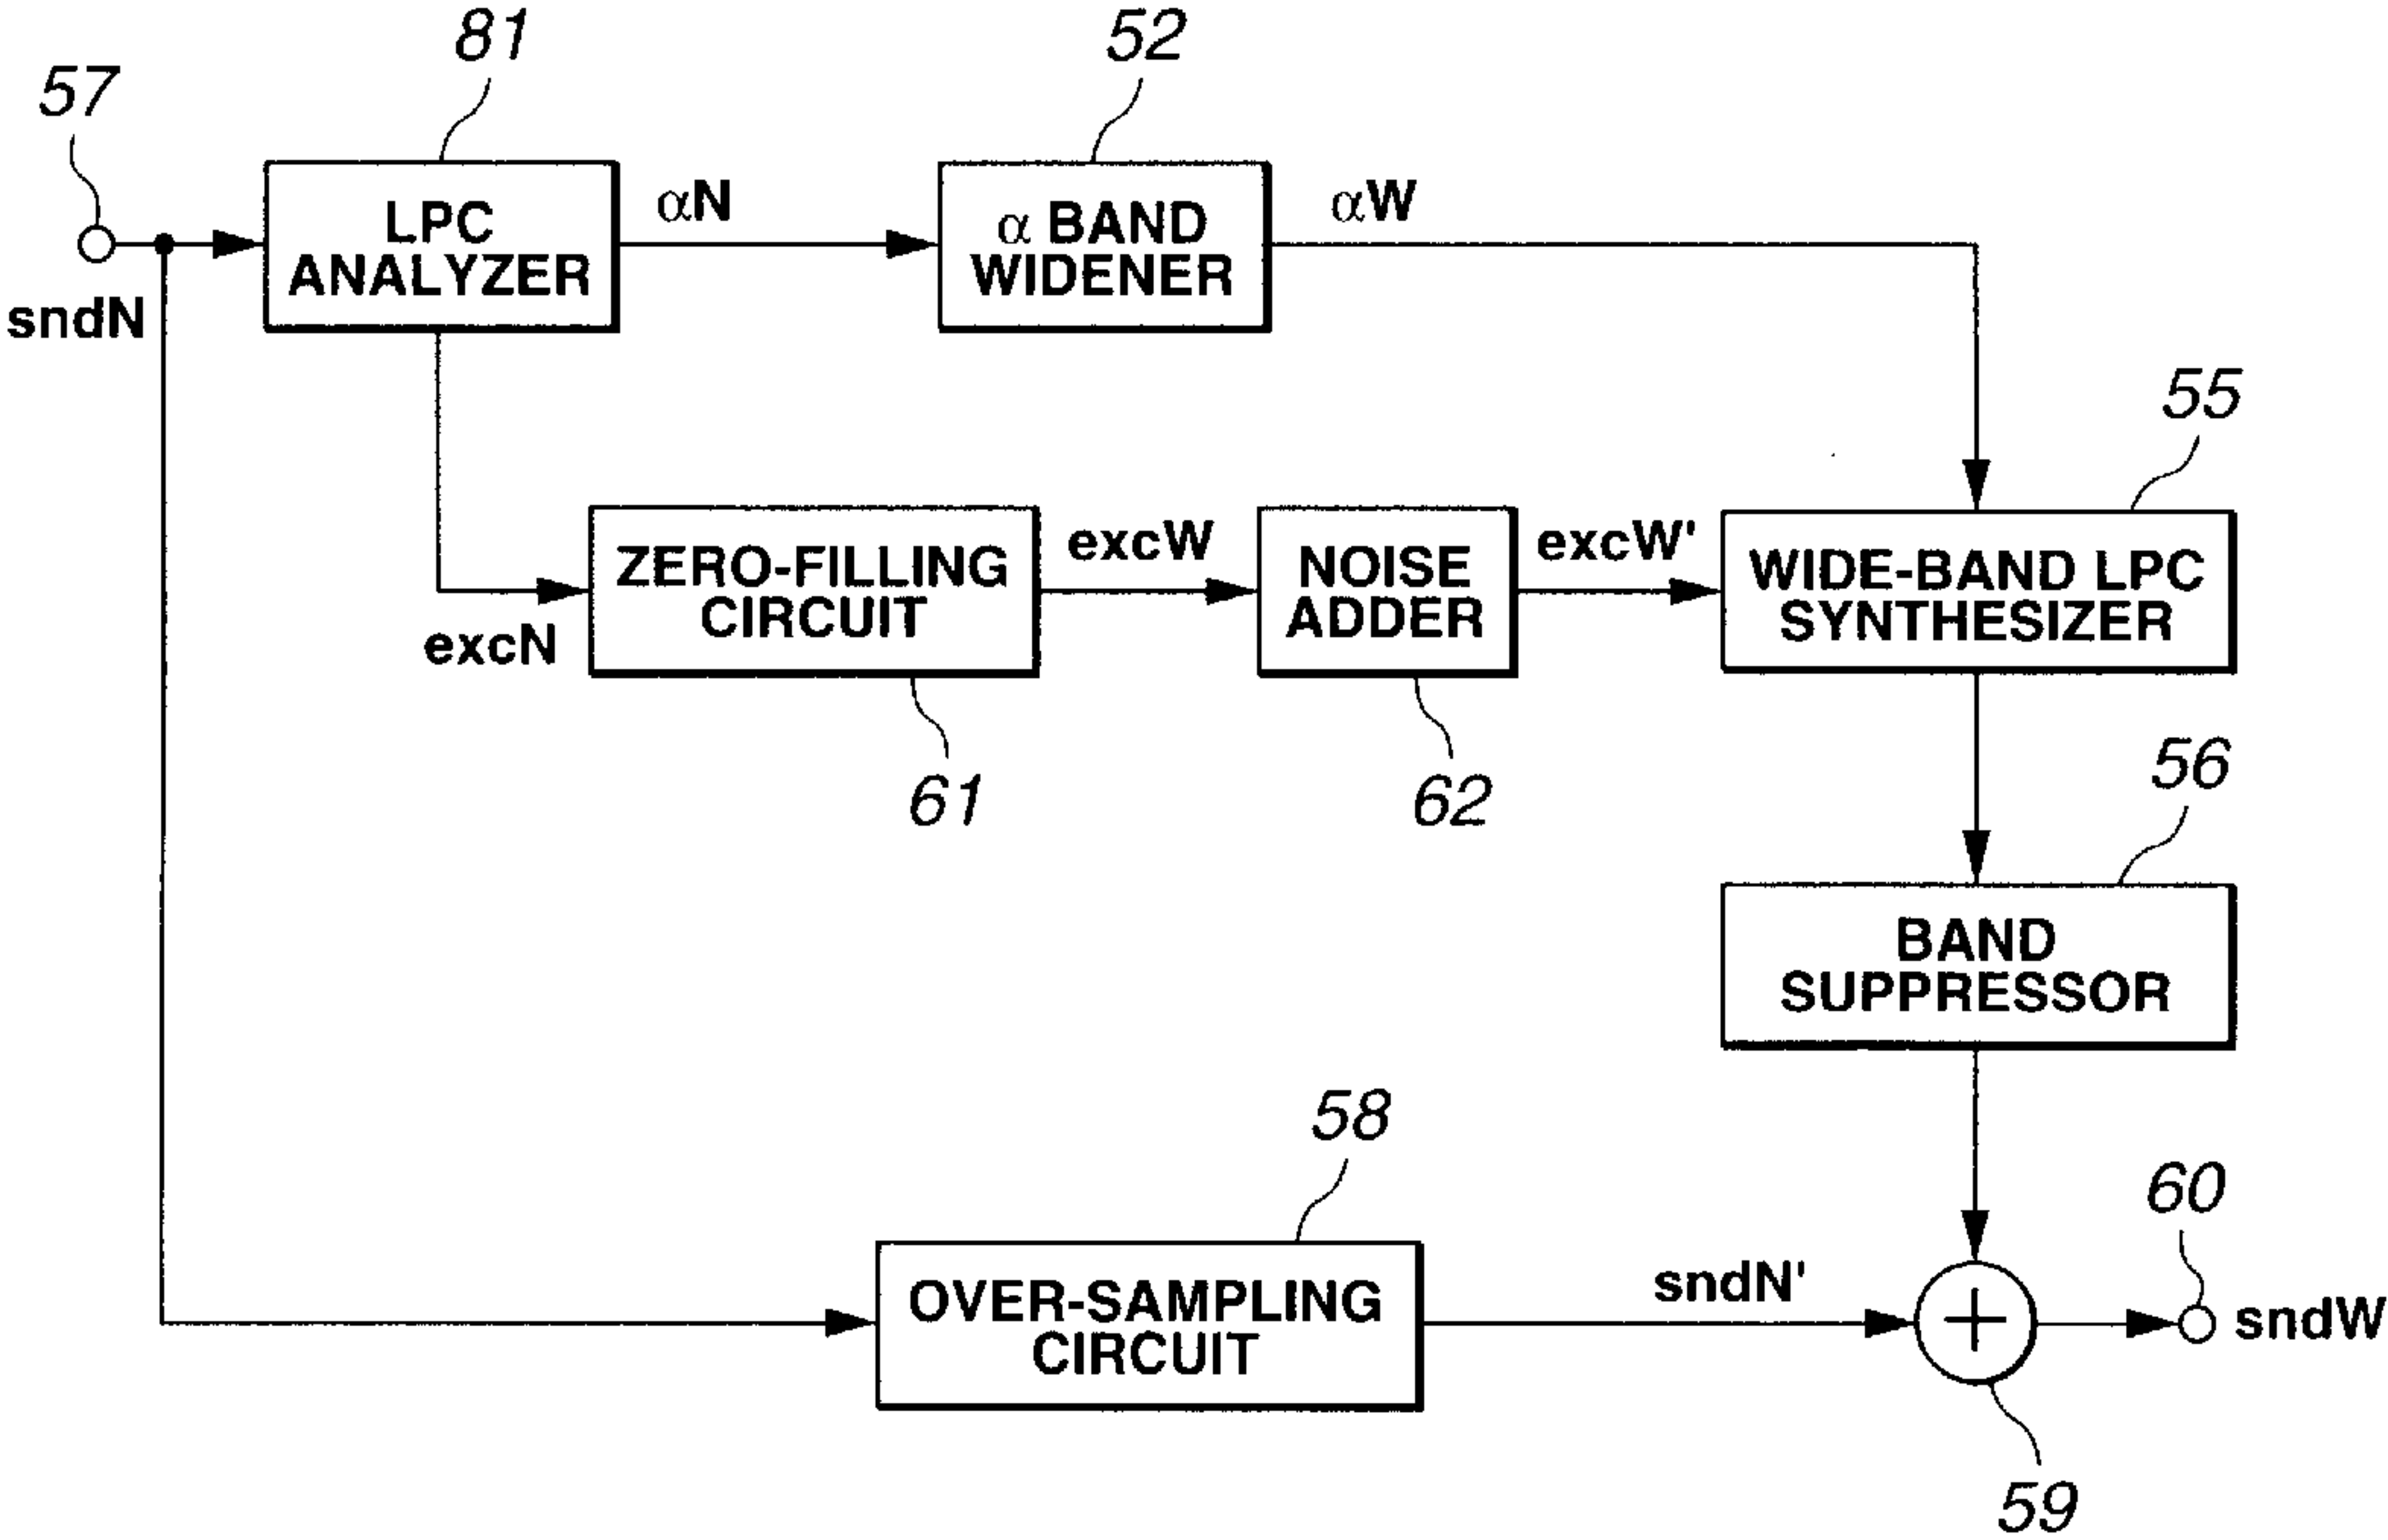 57
81
52
LPC
ANALYZER
αN
α BAND
WIDENER
αW
sndN
55
ZERO-FILLING
CIRCUIT
excW
NOISE
ADDER
excW'
WIDE-BAND LPC
SYNTHESIZER
excN
61
62
56
BAND
SUPPRESSOR
58
60
OVER-SAMPLING
CIRCUIT
sndN'
+
sndW
59